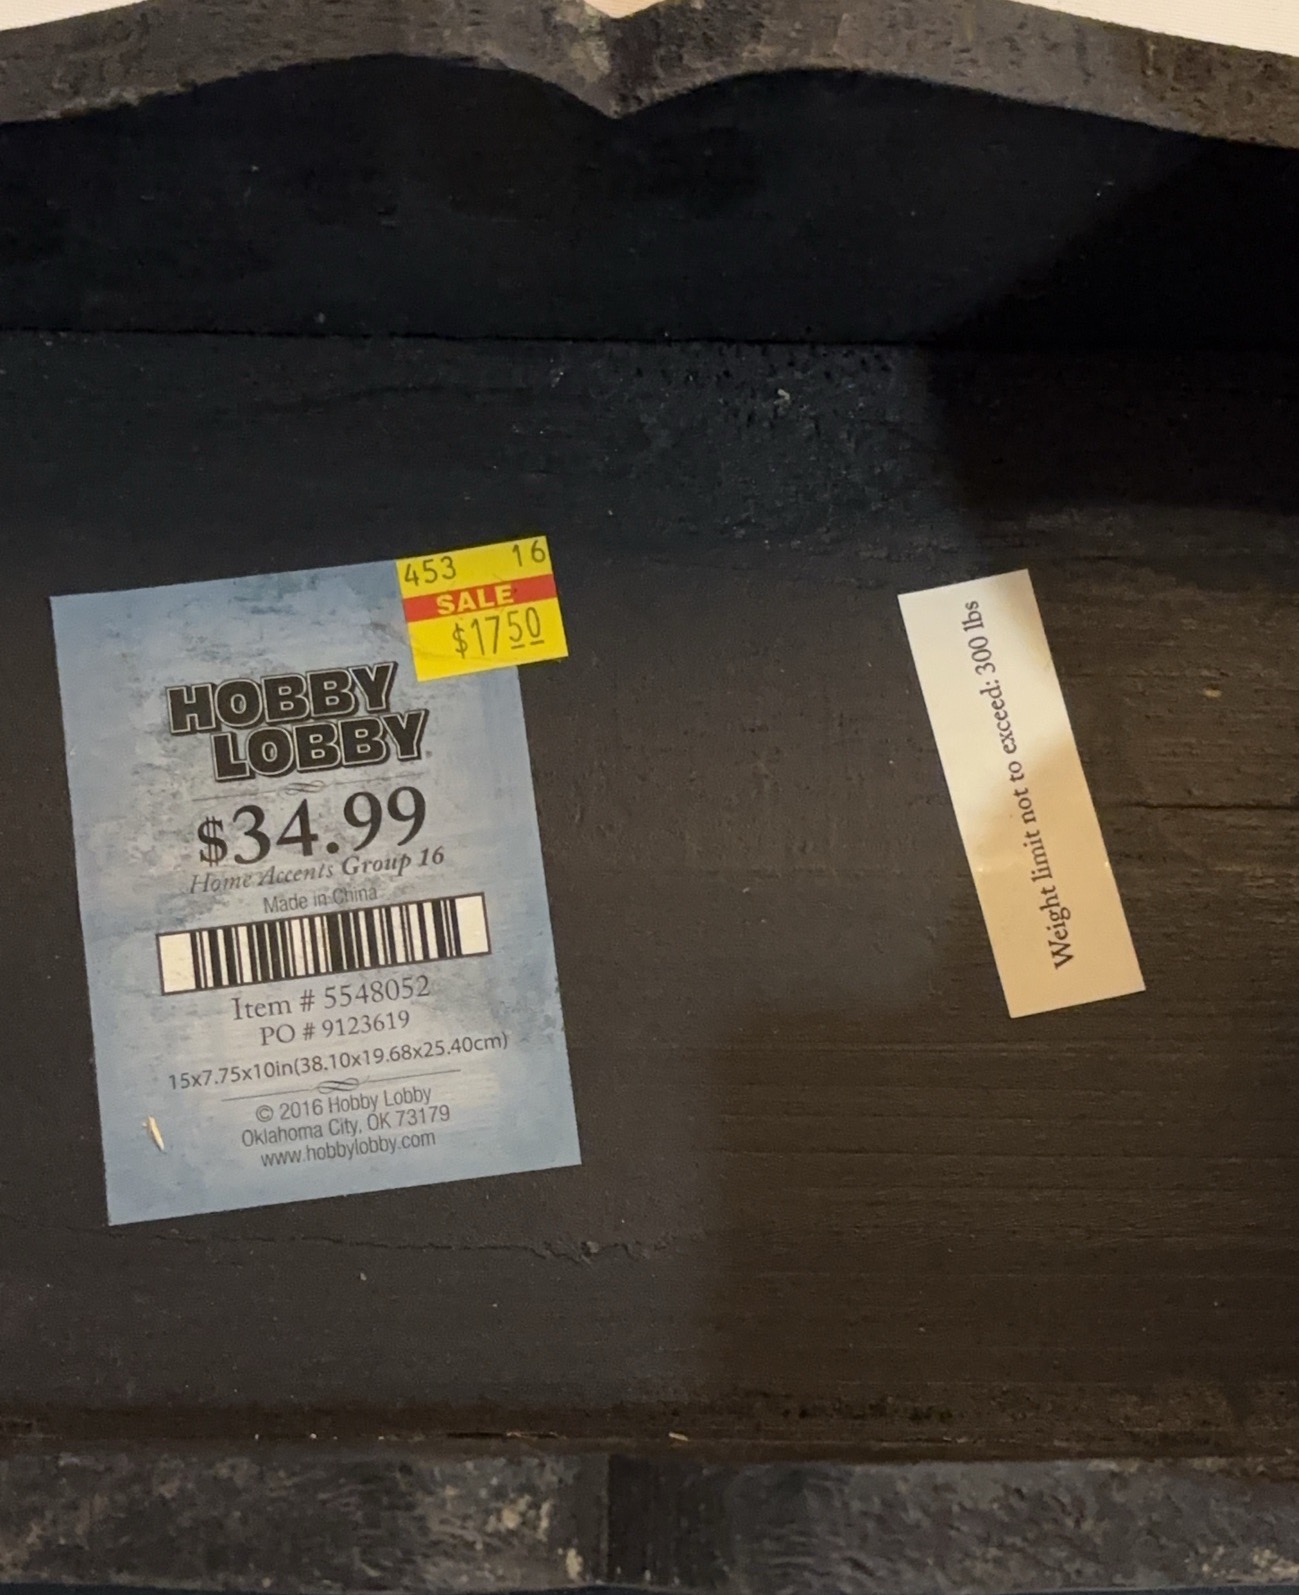 453 16
SALE
$17.50
HOBBY
LOBBY
$34.99
Home Accents Group 16
Made in China
Item # 5548052
PO # 9123619
15x7.75x10in(38.10x19.68x25.40cm)
© 2016 Hobby Lobby
Oklahoma City, OK 73179
www.hobbylobby.com
Weight limit not to exceed: 300 lbs